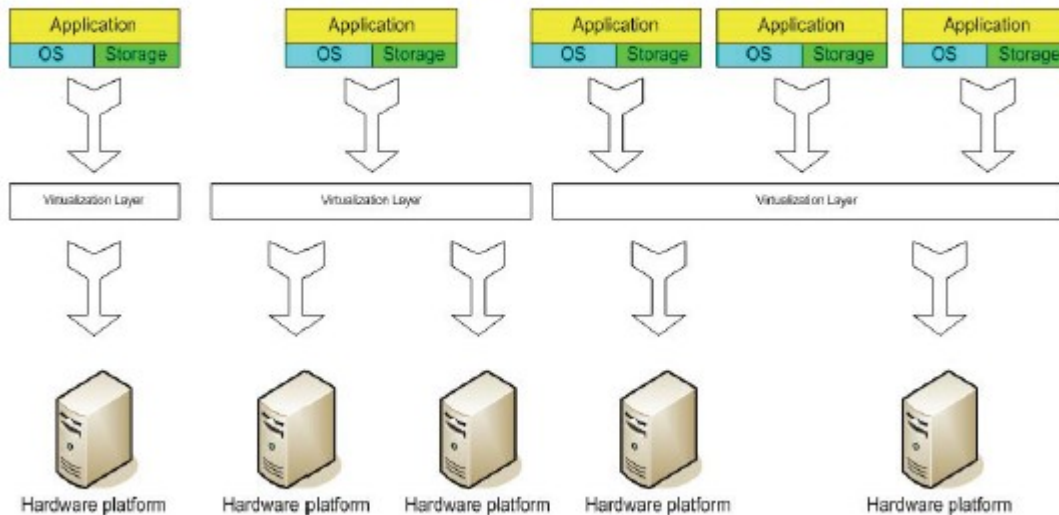 Application Application Application Application Application
OS Storage OS Storage OS Storage OS Storage OS Storage
Virtualization Layer Virtualization Layer Virtualization Layer
Hardware platform Hardware platform Hardware platform Hardware platform Hardware platform